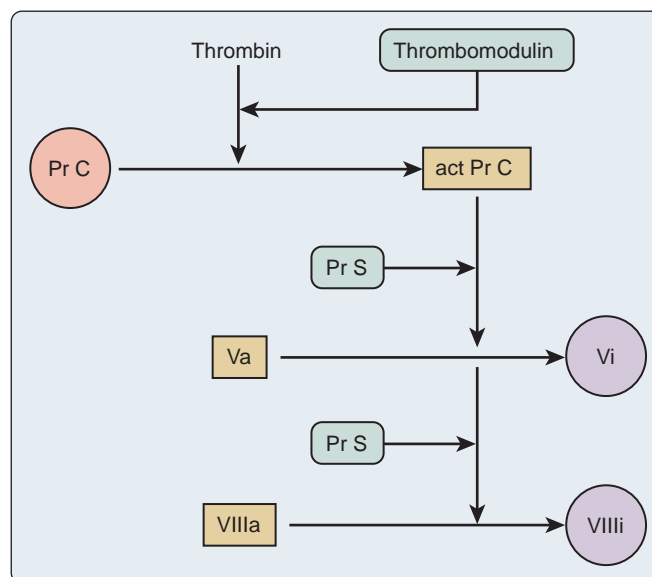 Thrombin
Thrombomodulin
Pr C
act Pr C
Pr S
Va
Vi
Pr S
VIIIa
VIIIi